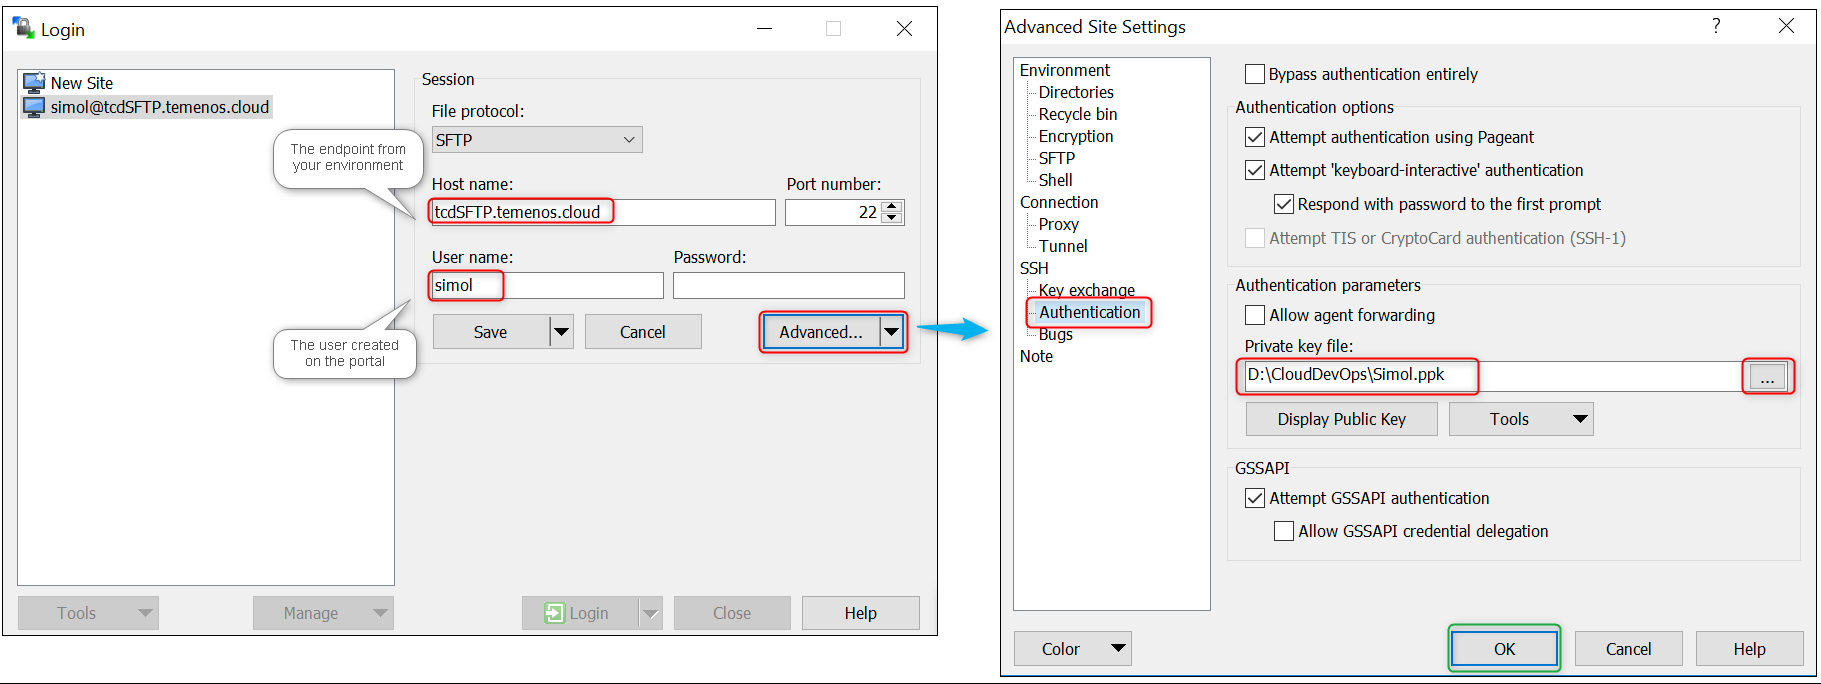 Login
New Site
simol@tcdSFTP.temenos.cloud
Session
File protocol:
SFTP
The endpoint from
your environment
Host name:
Port number:
tcdSFTP.temenos.cloud
22
User name:
Password:
simol
The user created
on the portal
Save
Cancel
Advanced...
Tools
Manage
Login
Close
Help
Advanced Site Settings
?
Environment
Directories
Recycle bin
Encryption
SFTP
Shell
Connection
Proxy
Tunnel
SSH
Key exchange
Authentication
Bugs
Note
Bypass authentication entirely
Authentication options
Attempt authentication using Pageant
Attempt 'keyboard-interactive' authentication
Respond with password to the first prompt
Attempt TIS or CryptoCard authentication (SSH-1)
Authentication parameters
Allow agent forwarding
Private key file:
D:\CloudDevOps\Simol.ppk
...
Display Public Key
Tools
GSSAPI
Attempt GSSAPI authentication
Allow GSSAPI credential delegation
Color
OK
Cancel
Help